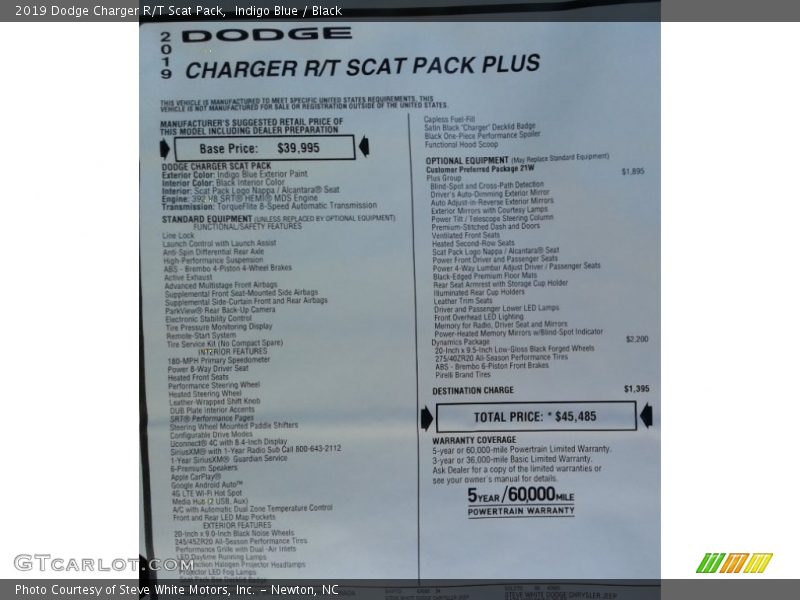 2019 Dodge Charger R/T Scat Pack, Indigo Blue / Black
2019
DODGE
CHARGER R/T SCAT PACK PLUS
THIS VEHICLE IS MANUFACTURED TO MEET SPECIFIC UNITED STATES REQUIREMENTS. THIS
VEHICLE IS NOT MANUFACTURED FOR SALE OR REGISTRATION OUTSIDE OF THE UNITED STATES.
MANUFACTURER'S SUGGESTED RETAIL PRICE OF
THIS MODEL INCLUDING DEALER PREPARATION
Base Price: $39,995
DODGE CHARGER SCAT PACK
Exterior Color: Indigo Blue Exterior Paint
Interior Color: Black Interior Color
Interior: Scat Pack Logo Nappa / Alcantara® Seat
Engine: 392 V8 SRT® HEMI® MDS Engine
Transmission: TorqueFlite 8-Speed Automatic Transmission
STANDARD EQUIPMENT (UNLESS REPLACED BY OPTIONAL EQUIPMENT)
FUNCTIONAL/SAFETY FEATURES
Line Lock
Launch Control with Launch Assist
Anti-Spin Differential Rear Axle
High-Performance Suspension
ABS - Brembo 4-Piston 4-Wheel Brakes
Active Exhaust
Advanced Multistage Front Airbags
Supplemental Front Seat-Mounted Side Airbags
Supplemental Side-Curtain Front and Rear Airbags
ParkView® Rear Back-Up Camera
Electronic Stability Control
Tire Pressure Monitoring Display
Remote-Start System
Tire Service Kit (No Compact Spare)
INTERIOR FEATURES
180-MPH Primary Speedometer
Power 8-Way Driver Seat
Heated Front Seats
Performance Steering Wheel
Heated Steering Wheel
Leather-Wrapped Shift Knob
DUB Plate Interior Accents
SRT® Performance Pages
Steering Wheel Mounted Paddle Shifters
Configurable Drive Modes
Uconnect® 4C with 8.4-Inch Display
SiriusXM® with 1-Year Radio Sub Call 800-643-2112
1-Year SiriusXM® Guardian Service
6-Premium Speakers
Apple CarPlay®
Google Android Auto™
4G LTE Wi-Fi Hot Spot
Media Hub (2 USB, Aux)
A/C with Automatic Dual Zone Temperature Control
Front and Rear LED Map Pockets
EXTERIOR FEATURES
20-Inch x 9.0-Inch Black Noise Wheels
245/45ZR20 All-Season Performance Tires
Performance Grille with Dual-Air Inlets
LED Daytime Running Lamps
Function Halogen Projector Headlamps
Projector LED Fog Lamps
Capless Fuel-Fill
Satin Black "Charger" Decklid Badge
Black One-Piece Performance Spoiler
Functional Hood Scoop
OPTIONAL EQUIPMENT (May Replace Standard Equipment)
Customer Preferred Package 21W $1,895
Plus Group
Blind-Spot and Cross-Path Detection
Driver's Auto-Dimming Exterior Mirror
Auto Adjust-in-Reverse Exterior Mirrors
Exterior Mirrors with Courtesy Lamps
Power Tilt / Telescope Steering Column
Premium-Stitched Dash and Doors
Ventilated Front Seats
Heated Second-Row Seats
Scat Pack Logo Nappa / Alcantara® Seat
Power Front Driver and Passenger Seats
Power 4-Way Lumbar Adjust Driver / Passenger Seats
Black-Edged Premium Floor Mats
Rear Seat Armrest with Storage Cup Holder
Illuminated Rear Cup Holders
Leather Trim Seats
Driver and Passenger Lower LED Lamps
Front Overhead LED Lighting
Memory for Radio, Driver Seat and Mirrors
Power-Heated Memory Mirrors w/Blind-Spot Indicator
Dynamics Package $2,200
20-Inch x 9.5-Inch Low-Gloss Black Forged Wheels
275/40ZR20 All-Season Performance Tires
ABS - Brembo 6-Piston Front Brakes
Pirelli Brand Tires
DESTINATION CHARGE $1,395
TOTAL PRICE: * $45,485
WARRANTY COVERAGE
5-year or 60,000-mile Powertrain Limited Warranty.
3-year or 36,000-mile Basic Limited Warranty.
Ask Dealer for a copy of the limited warranties or
see your owner's manual for details.
5YEAR/60,000MILE
POWERTRAIN WARRANTY
GTCarLot.com
STEVE WHITE DODGE CHRYSLER JEEP
Photo Courtesy of Steve White Motors, Inc. – Newton, NC